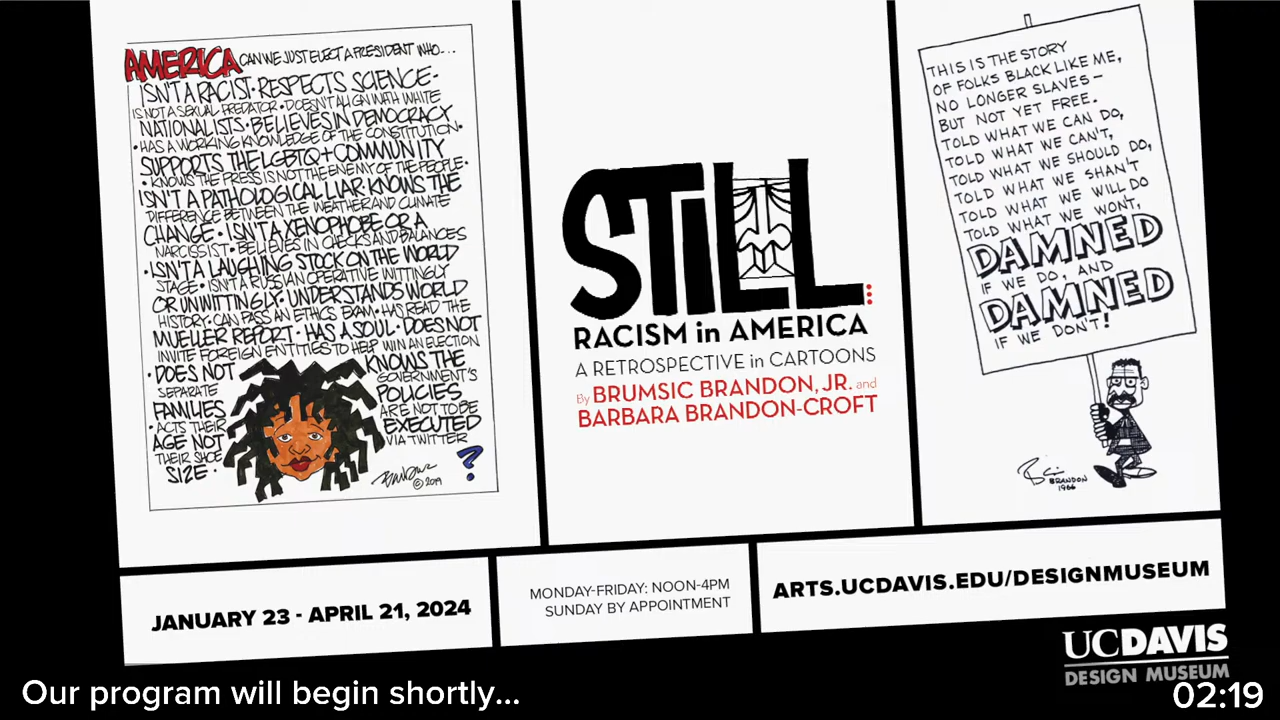 AMERICA CAN WE JUST ELECT A PRESIDENT WHO...
ISN'T A RACIST • RESPECTS SCIENCE •
IS NOT A SEXUAL PREDATOR • DOESN'T ALIGN WITH WHITE
NATIONALISTS • BELIEVES IN DEMOCRACY
• HAS A WORKING KNOWLEDGE OF THE CONSTITUTION •
SUPPORTS THE LGBTQ+ COMMUNITY
• KNOWS THE PRESS IS NOT THE ENEMY OF THE PEOPLE •
ISN'T A PATHOLOGICAL LIAR • KNOWS THE
DIFFERENCE BETWEEN THE WEATHER AND CLIMATE
CHANGE • ISN'T A XENOPHOBE OR A
NARCISSIST • BELIEVES IN CHECKS AND BALANCES
• ISN'T A LAUGHING STOCK ON THE WORLD
STAGE • ISN'T A RUSSIAN OPERATIVE WITTINGLY
OR UNWITTINGLY • UNDERSTANDS WORLD
HISTORY • CAN PASS AN ETHICS EXAM • HAS READ THE
MUELLER REPORT • HAS A SOUL • DOES NOT
INVITE FOREIGN ENTITIES TO HELP WIN AN ELECTION
• DOES NOT
SEPARATE
FAMILIES
• ACTS THEIR
AGE NOT
THEIR SHOE
SIZE •
KNOWS THE
GOVERNMENT'S
POLICIES
ARE NOT TO BE
EXECUTED
VIA TWITTER
?
© 2019
STiLL:
RACISM in AMERICA
A RETROSPECTIVE in CARTOONS
By BRUMSIC BRANDON, JR. and
BARBARA BRANDON-CROFT
THIS IS THE STORY
OF FOLKS BLACK LIKE ME,
NO LONGER SLAVES —
BUT NOT YET FREE.
TOLD WHAT WE CAN DO,
TOLD WHAT WE CAN'T,
TOLD WHAT WE SHOULD DO,
TOLD WHAT WE SHAN'T
TOLD WHAT WE WILL DO
TOLD WHAT WE WON'T,
DAMNED
IF WE DO, AND
DAMNED
IF WE DON'T!
BRANDON
1966
JANUARY 23 - APRIL 21, 2024
MONDAY-FRIDAY: NOON-4PM
SUNDAY BY APPOINTMENT
ARTS.UCDAVIS.EDU/DESIGNMUSEUM
UCDAVIS
DESIGN MUSEUM
Our program will begin shortly...
02:19